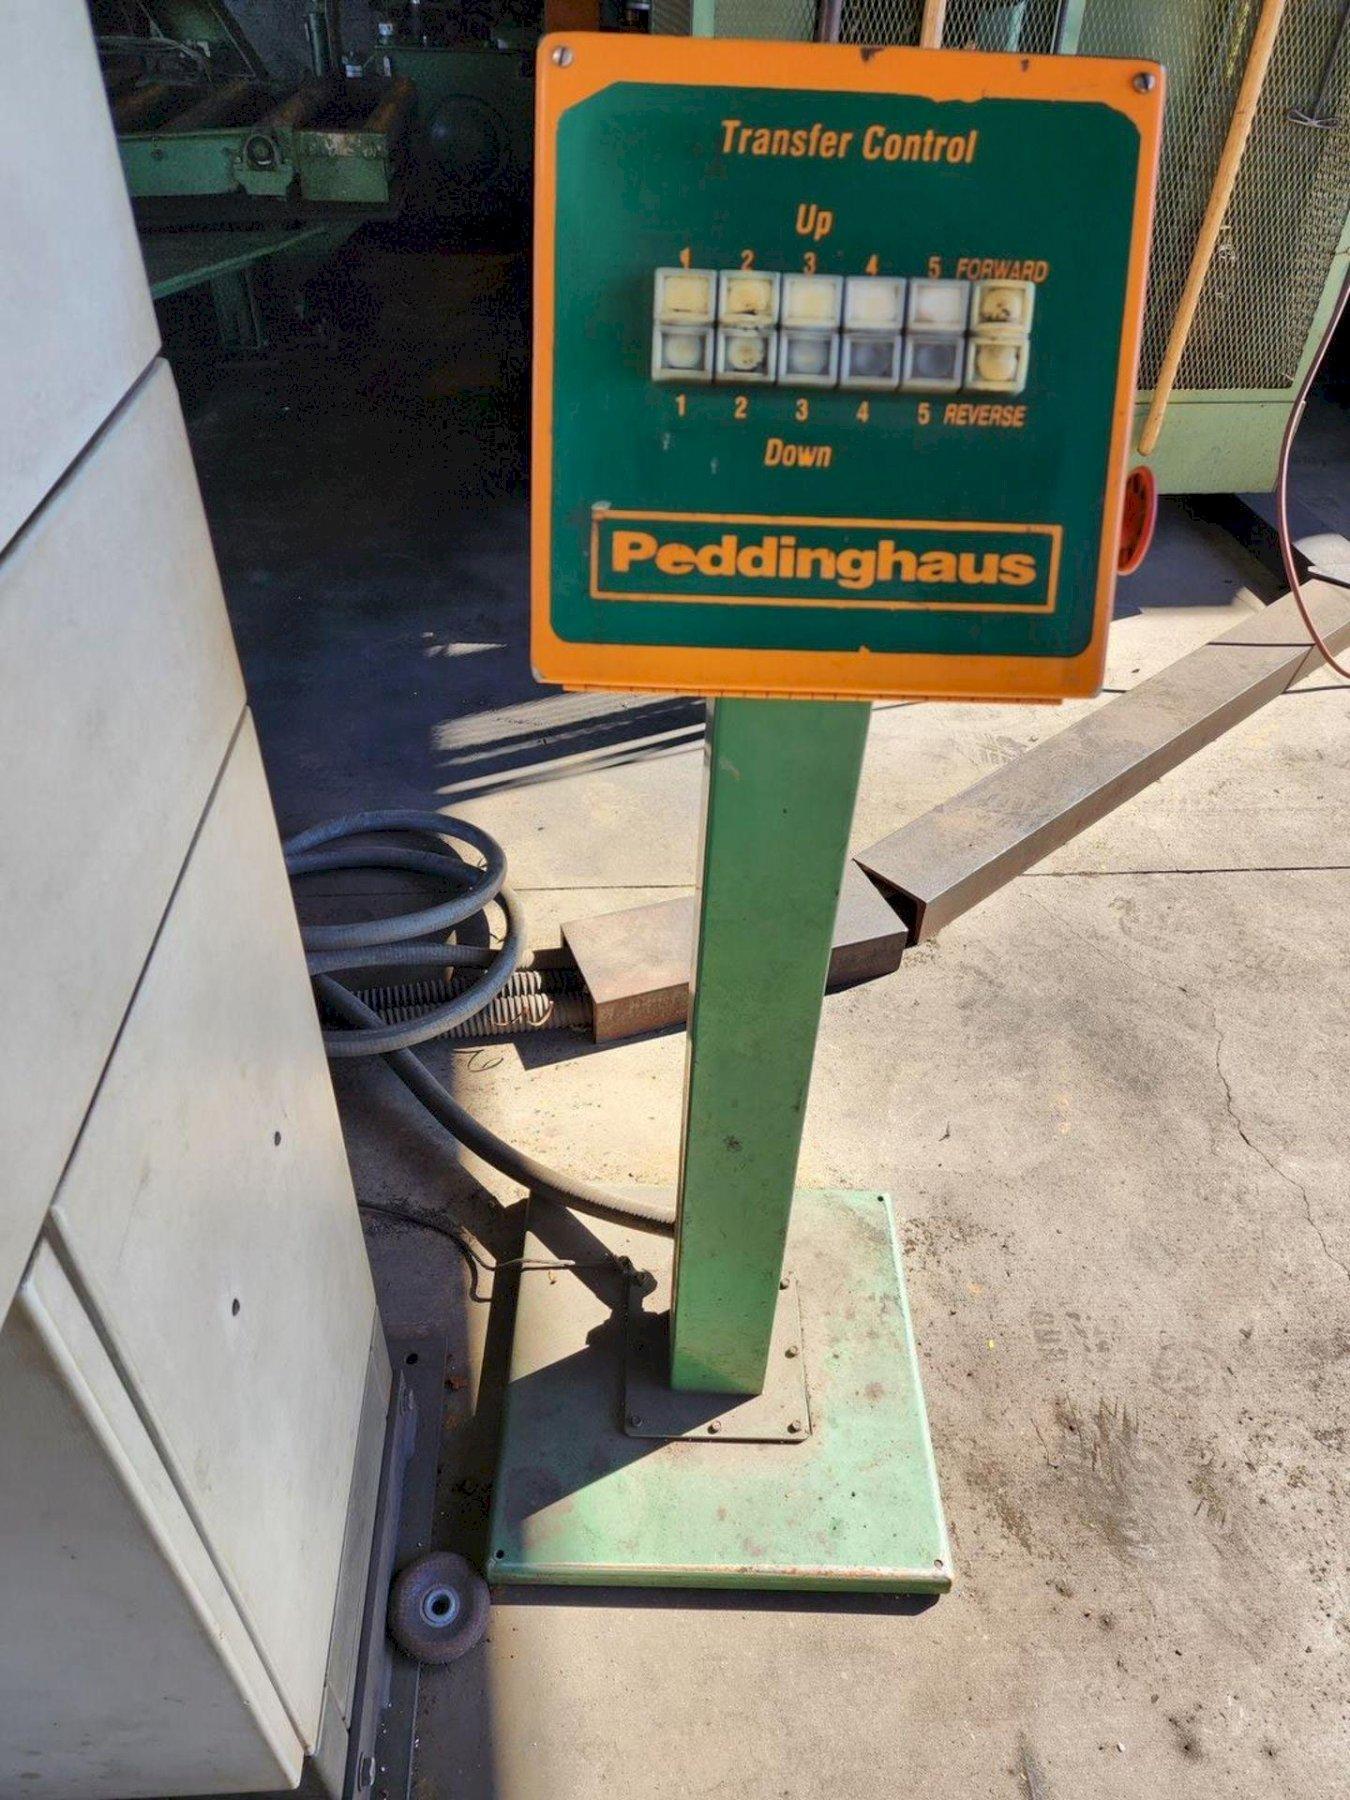 Transfer Control
Up
1 2 3 4 5 FORWARD
1 2 3 4 5 REVERSE
Down
Peddinghaus